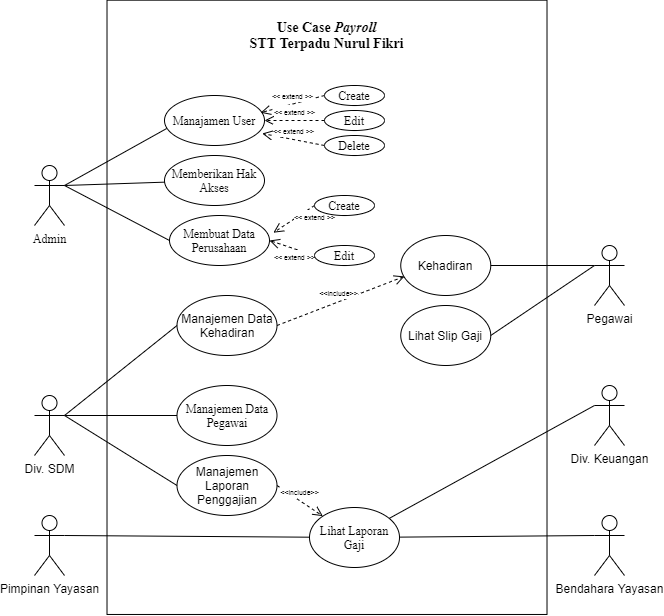 Use Case Payroll
STT Terpadu Nurul Fikri
<< extend >>
Create
Manajamen User
<< extend >>
Edit
<< extend >>
Delete
Memberikan Hak
Akses
Admin
Create
<< extend >>
Membuat Data
Perusahaan
<< extend >>
Edit
Kehadiran
<<include>>
Pegawai
Manajemen Data
Kehadiran
Lihat Slip Gaji
Manajemen Data
Pegawai
Div. SDM
Div. Keuangan
Manajemen
Laporan
Penggajian
<<include>>
Lihat Laporan
Gaji
Pimpinan Yayasan
Bendahara Yayasan